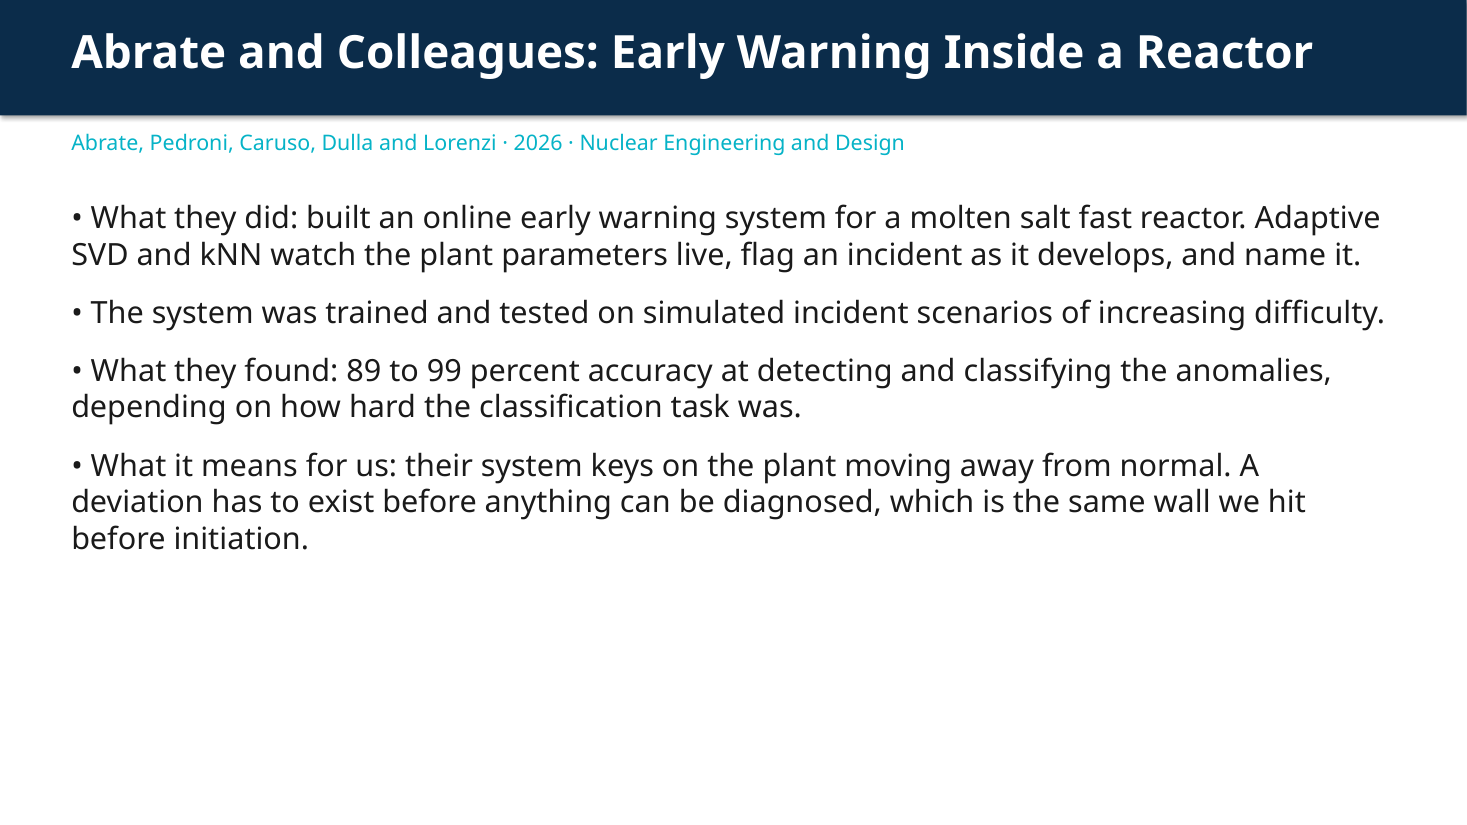 Abrate and Colleagues: Early Warning Inside a Reactor
Abrate, Pedroni, Caruso, Dulla and Lorenzi · 2026 · Nuclear Engineering and Design
• What they did: built an online early warning system for a molten salt fast reactor. Adaptive
SVD and kNN watch the plant parameters live, flag an incident as it develops, and name it.
• The system was trained and tested on simulated incident scenarios of increasing difficulty.
• What they found: 89 to 99 percent accuracy at detecting and classifying the anomalies,
depending on how hard the classification task was.
• What it means for us: their system keys on the plant moving away from normal. A
deviation has to exist before anything can be diagnosed, which is the same wall we hit
before initiation.